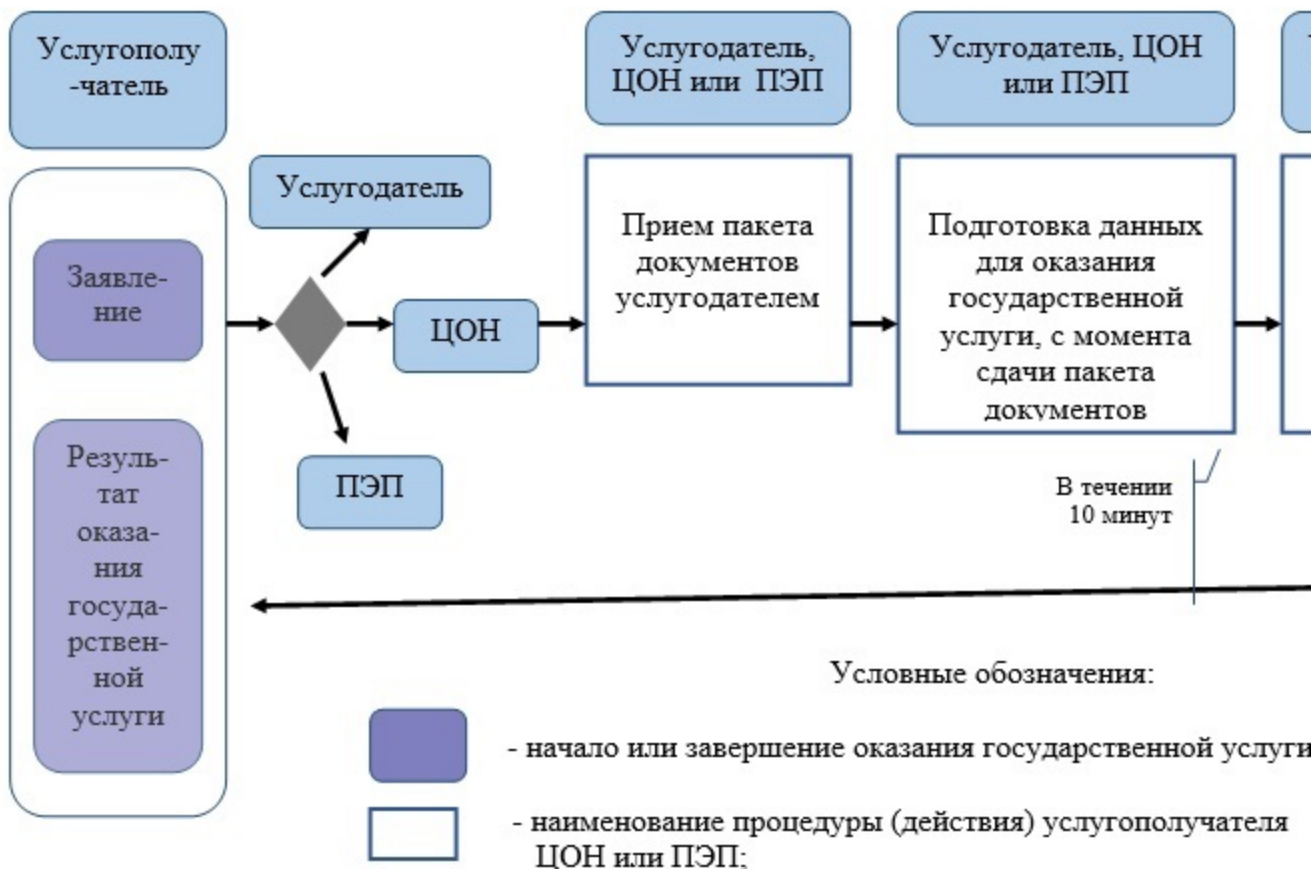 Услугополу
-чатель
Услугодатель,
ЦОН или ПЭП
Услугодатель, ЦОН
или ПЭП
Услугодатель
Заявле-
ние
ЦОН
ПЭП
Прием пакета
документов
услугодателем
Подготовка данных
для оказания
государственной
услуги, с момента
сдачи пакета
документов
В течении
10 минут
Резуль-
тат
оказа-
ния
госуда-
рствен-
ной
услуги
Условные обозначения:
- начало или завершение оказания государственной услуги
- наименование процедуры (действия) услугополучателя
ЦОН или ПЭП;